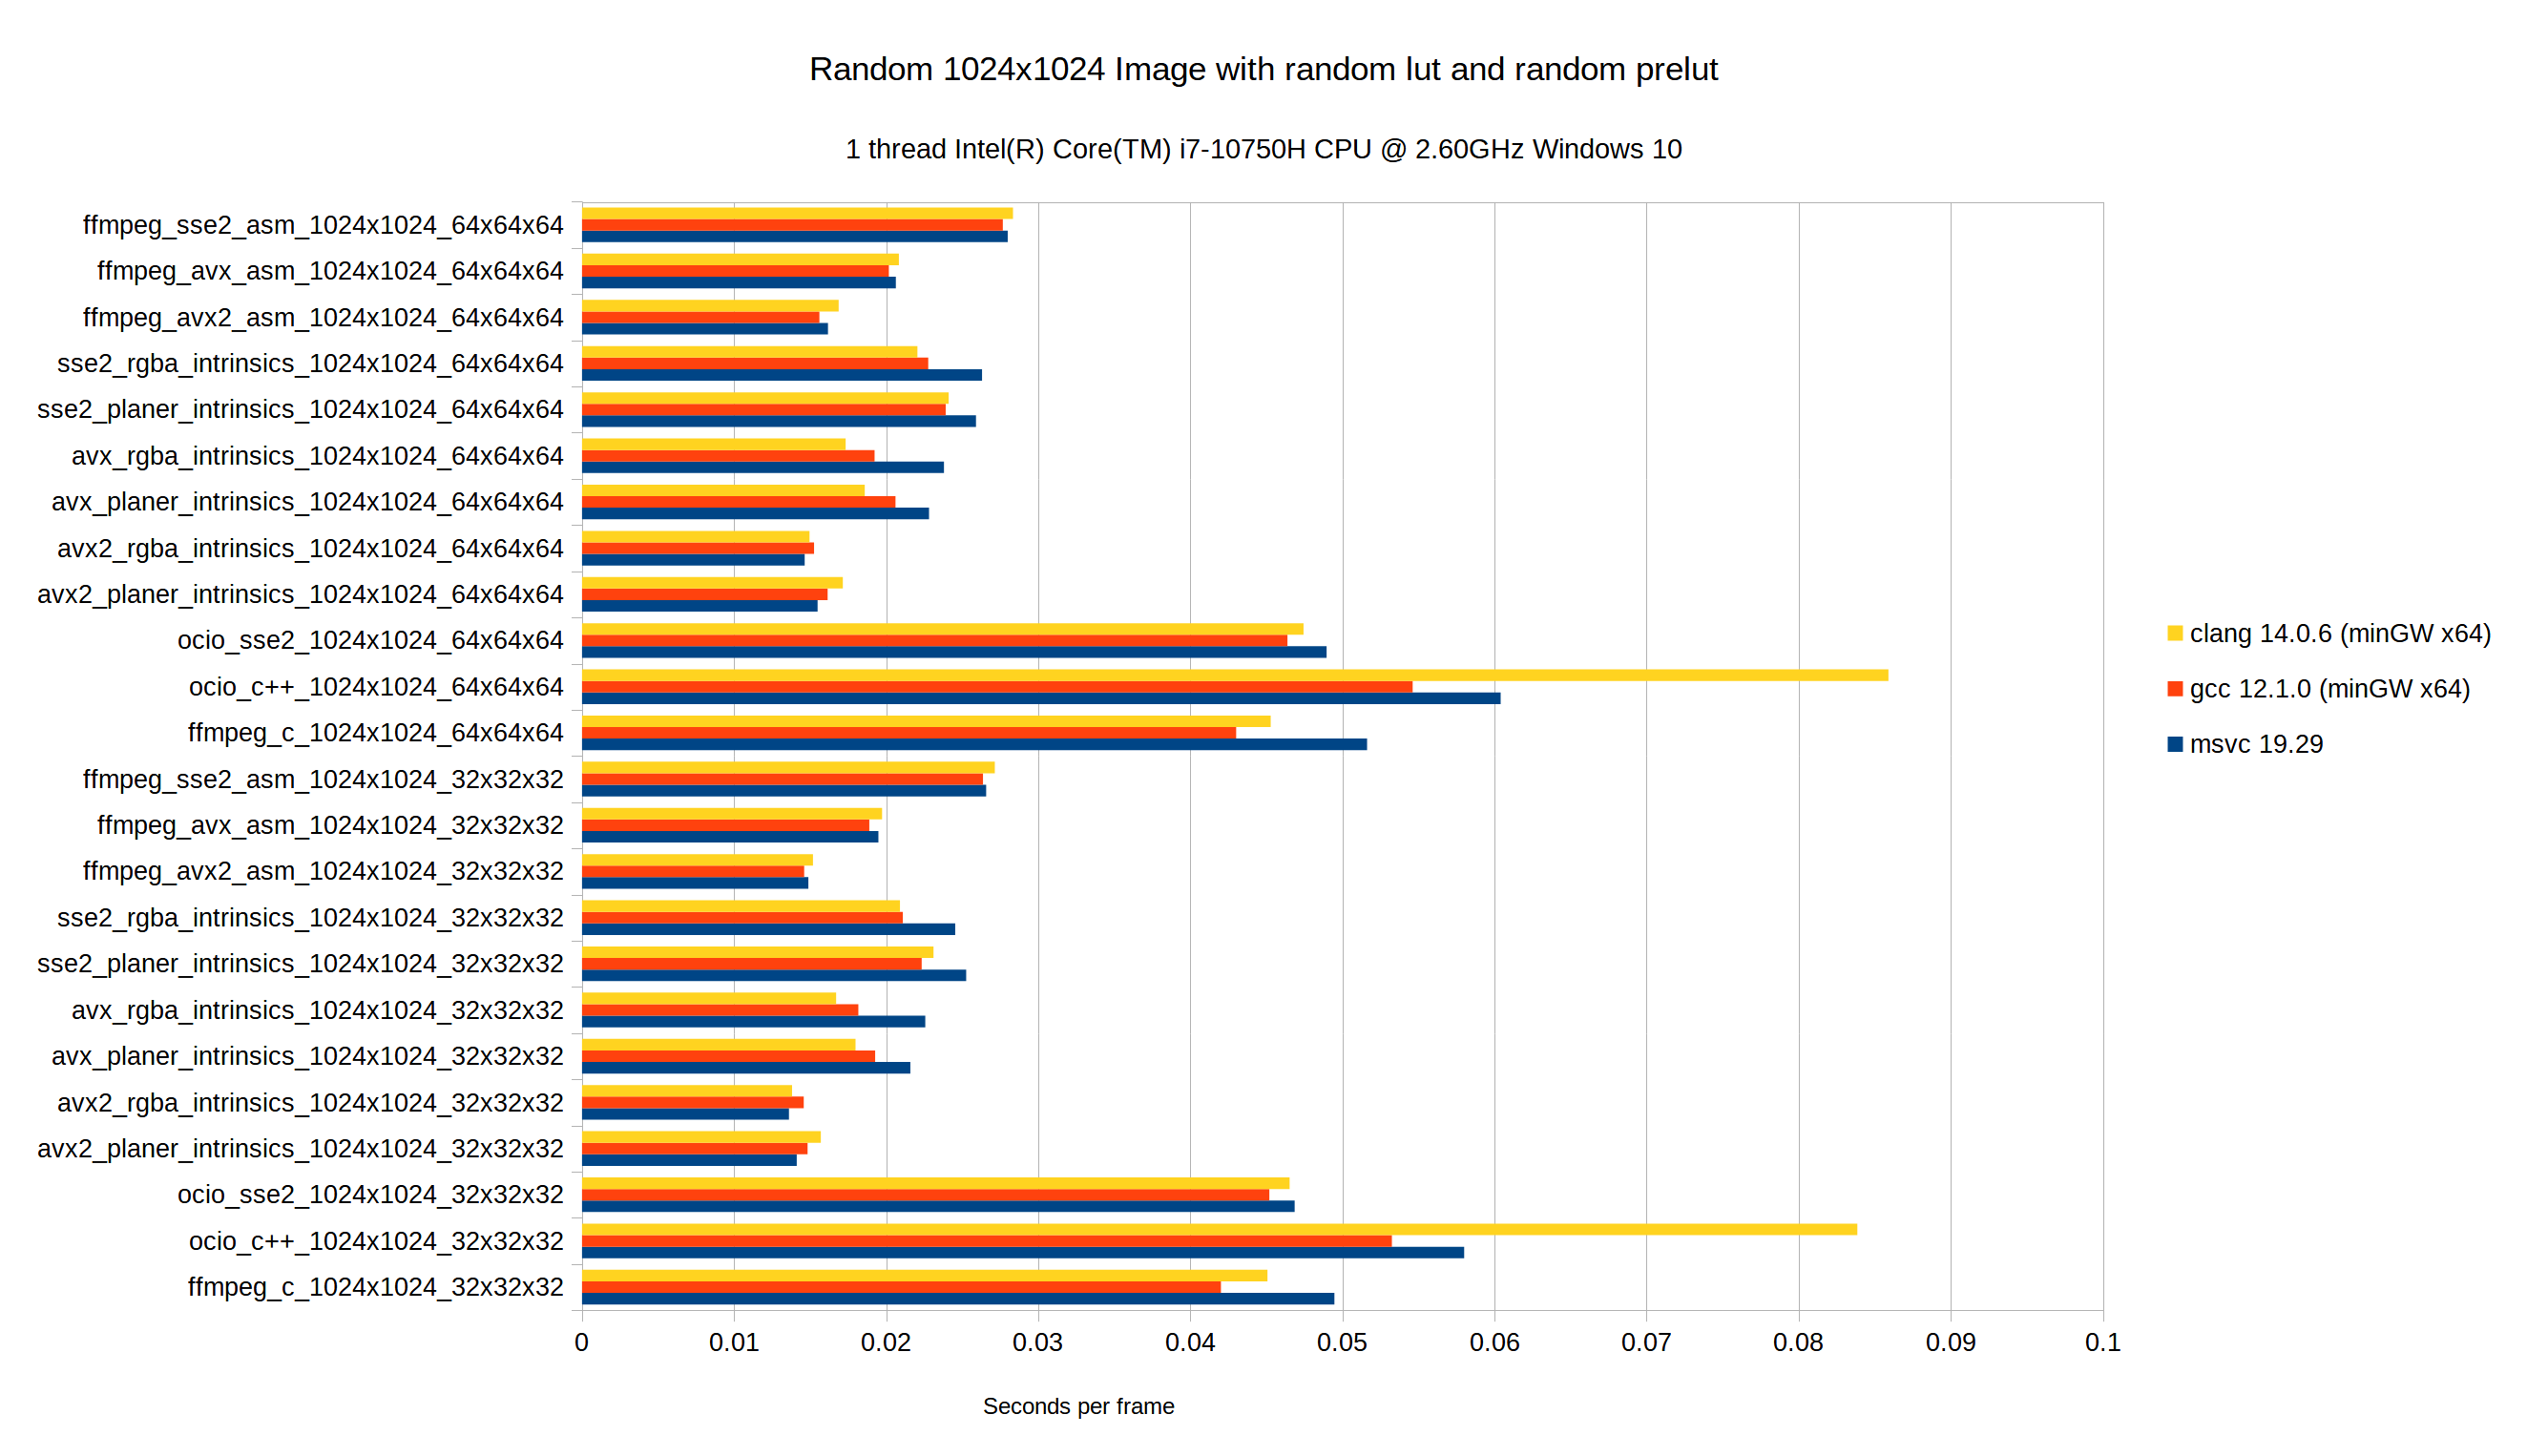 Random 1024x1024 Image with random lut and random prelut
1 thread Intel(R) Core(TM) i7-10750H CPU @ 2.60GHz Windows 10
ffmpeg_sse2_asm_1024x1024_64x64x64
ffmpeg_avx_asm_1024x1024_64x64x64
ffmpeg_avx2_asm_1024x1024_64x64x64
sse2_rgba_intrinsics_1024x1024_64x64x64
sse2_planer_intrinsics_1024x1024_64x64x64
avx_rgba_intrinsics_1024x1024_64x64x64
avx_planer_intrinsics_1024x1024_64x64x64
avx2_rgba_intrinsics_1024x1024_64x64x64
avx2_planer_intrinsics_1024x1024_64x64x64
ocio_sse2_1024x1024_64x64x64
ocio_c++_1024x1024_64x64x64
ffmpeg_c_1024x1024_64x64x64
ffmpeg_sse2_asm_1024x1024_32x32x32
ffmpeg_avx_asm_1024x1024_32x32x32
ffmpeg_avx2_asm_1024x1024_32x32x32
sse2_rgba_intrinsics_1024x1024_32x32x32
sse2_planer_intrinsics_1024x1024_32x32x32
avx_rgba_intrinsics_1024x1024_32x32x32
avx_planer_intrinsics_1024x1024_32x32x32
avx2_rgba_intrinsics_1024x1024_32x32x32
avx2_planer_intrinsics_1024x1024_32x32x32
ocio_sse2_1024x1024_32x32x32
ocio_c++_1024x1024_32x32x32
ffmpeg_c_1024x1024_32x32x32
0 0.01 0.02 0.03 0.04 0.05 0.06 0.07 0.08 0.09 0.1
Seconds per frame
clang 14.0.6 (minGW x64)
gcc 12.1.0 (minGW x64)
msvc 19.29